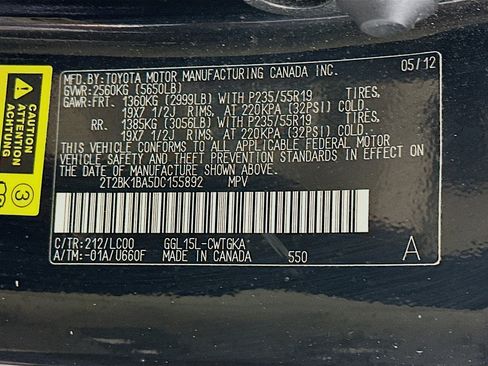 MFD.BY:TOYOTA MOTOR MANUFACTURING CANADA INC. 05/12
GVWR:2560KG (5650LB)
GAWR:FRT. 1360KG (2999LB) WITH P235/55R19 TIRES,
19X7 1/2J RIMS, AT 220KPA (32PSI) COLD.
RR. 1385KG (3056LB) WITH P235/55R19 TIRES,
19X7 1/2J RIMS, AT 220KPA (32PSI) COLD.
THIS VEHICLE CONFORMS TO ALL APPLICABLE FEDERAL MOTOR
VEHICLE SAFETY AND THEFT PREVENTION STANDARDS IN EFFECT ON
THE DATE OF MANUFACTURE SHOWN ABOVE.
2T2BK1BA5DC155892 MPV
C/TR:212/LC00 GGL15L-CWTGKA
A/TM:-01A/U660F MADE IN CANADA 550 A
CAUTION
ATTENTION
ACHTUNG